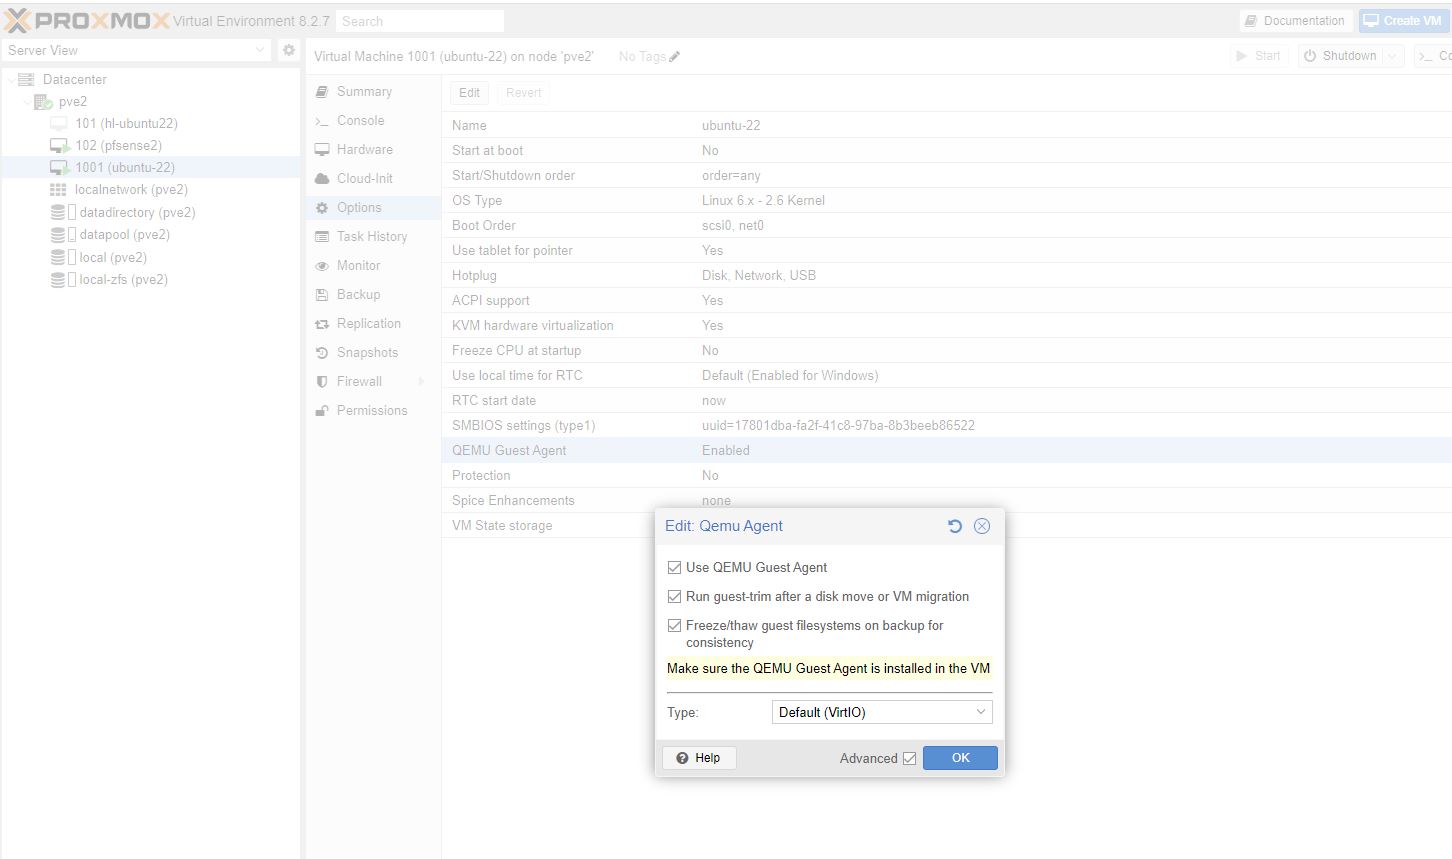 PROXMOX Virtual Environment 8.2.7 Search Documentation Create VM
Server View
Virtual Machine 1001 (ubuntu-22) on node 'pve2' No Tags Start Shutdown >_ Co
Datacenter
pve2
101 (hl-ubuntu22)
102 (pfsense2)
1001 (ubuntu-22)
localnetwork (pve2)
datadirectory (pve2)
datapool (pve2)
local (pve2)
local-zfs (pve2)
Summary
>_ Console
Hardware
Cloud-Init
Options
Task History
Monitor
Backup
Replication
Snapshots
Firewall
Permissions
Edit Revert
Name ubuntu-22
Start at boot No
Start/Shutdown order order=any
OS Type Linux 6.x - 2.6 Kernel
Boot Order scsi0, net0
Use tablet for pointer Yes
Hotplug Disk, Network, USB
ACPI support Yes
KVM hardware virtualization Yes
Freeze CPU at startup No
Use local time for RTC Default (Enabled for Windows)
RTC start date now
SMBIOS settings (type1) uuid=17801dba-fa2f-41c8-97ba-8b3beeb86522
QEMU Guest Agent Enabled
Protection No
Spice Enhancements none
VM State storage
Edit: Qemu Agent
Use QEMU Guest Agent
Run guest-trim after a disk move or VM migration
Freeze/thaw guest filesystems on backup for
consistency
Make sure the QEMU Guest Agent is installed in the VM
Type: Default (VirtIO)
Help Advanced OK